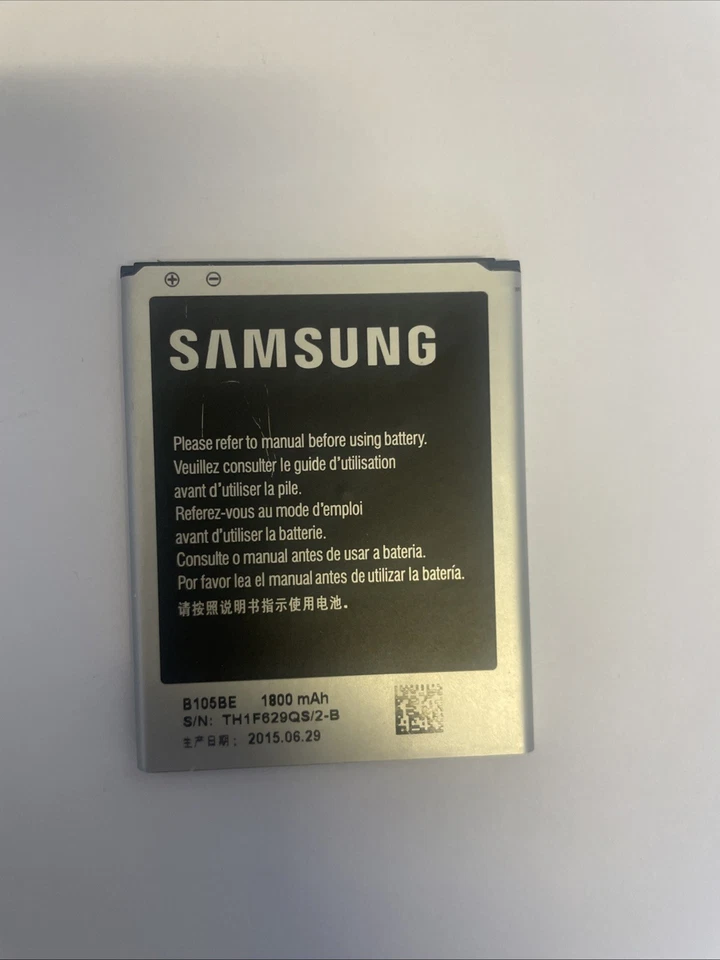 ⊕ ⊖
SAMSUNG
Please refer to manual before using battery.
Veuillez consulter le guide d'utilisation
avant d'utiliser la pile.
Referez-vous au mode d'emploi
avant d'utiliser la batterie.
Consulte o manual antes de usar a bateria.
Por favor lea el manual antes de utilizar la batería.
请按照说明书指示使用电池。
B105BE 1800 mAh
S/N: TH1F629QS/2-B
生产日期: 2015.06.29